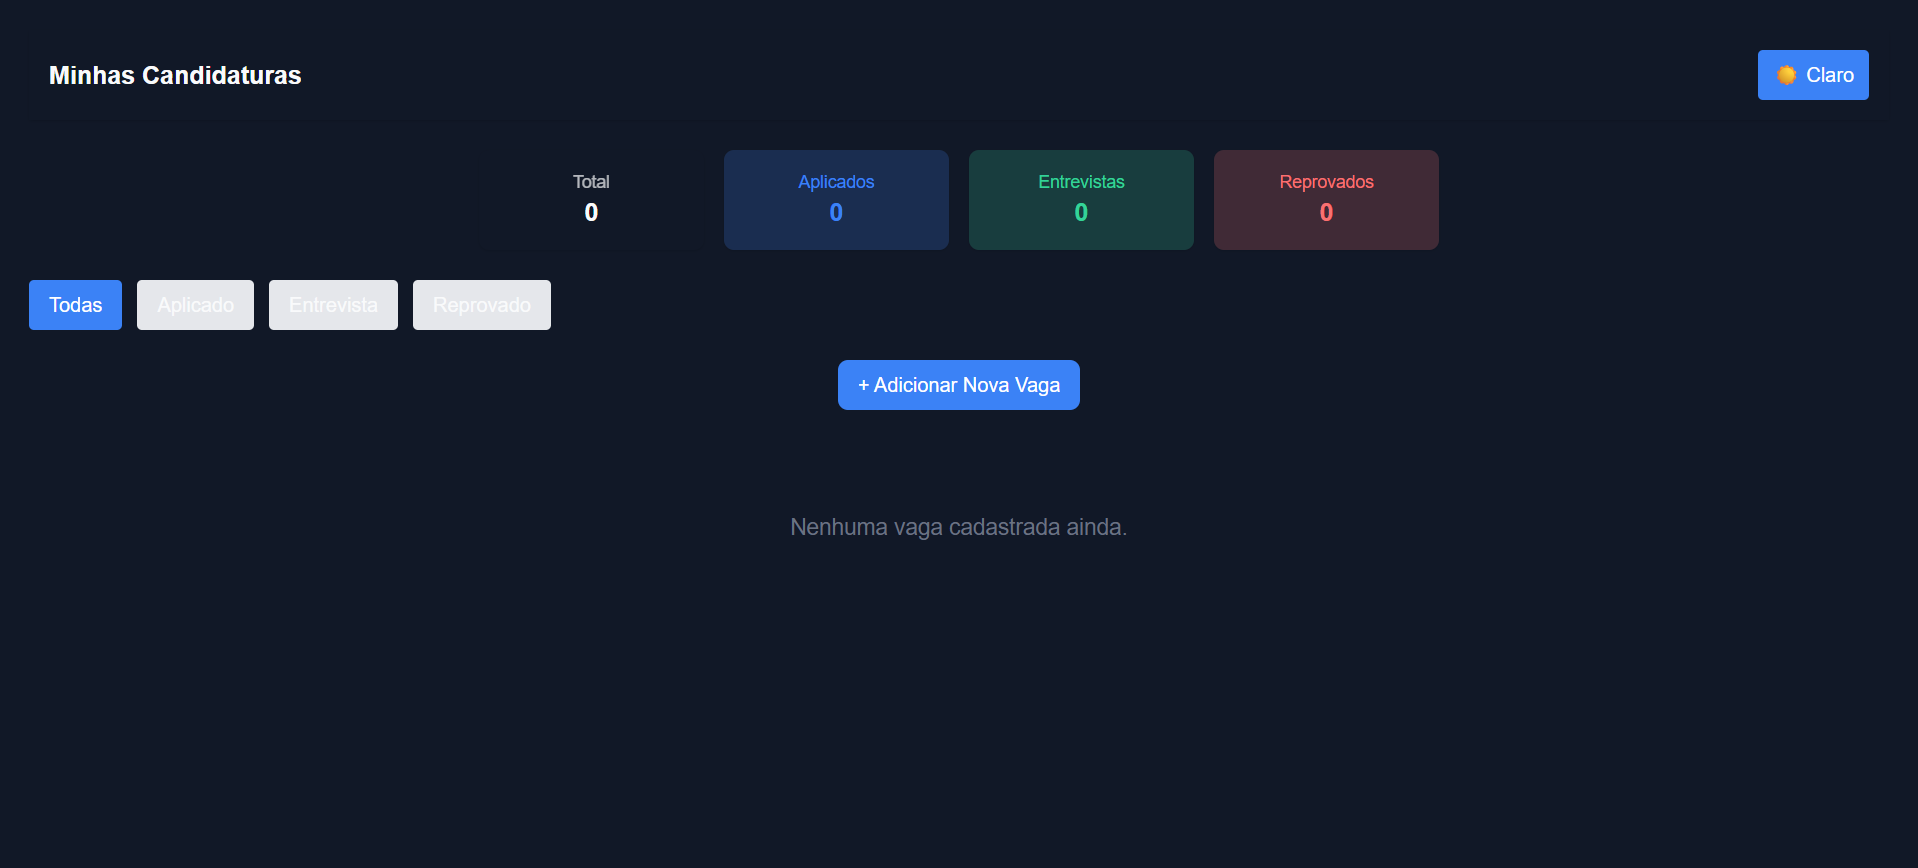 Minhas Candidaturas
Claro
Total
0
Aplicados
0
Entrevistas
0
Reprovados
0
Todas
Aplicado
Entrevista
Reprovado
+ Adicionar Nova Vaga
Nenhuma vaga cadastrada ainda.